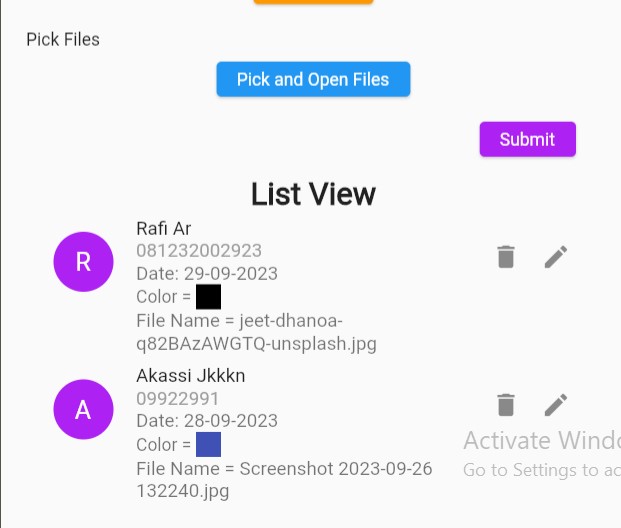 Pick Files
Pick and Open Files
Submit
List View
R
Rafi Ar
081232002923
Date: 29-09-2023
Color =
File Name = jeet-dhanoa-
q82BAzAWGTQ-unsplash.jpg
A
Akassi Jkkkn
09922991
Date: 28-09-2023
Color =
File Name = Screenshot 2023-09-26
132240.jpg
Activate Windo
Go to Settings to ac